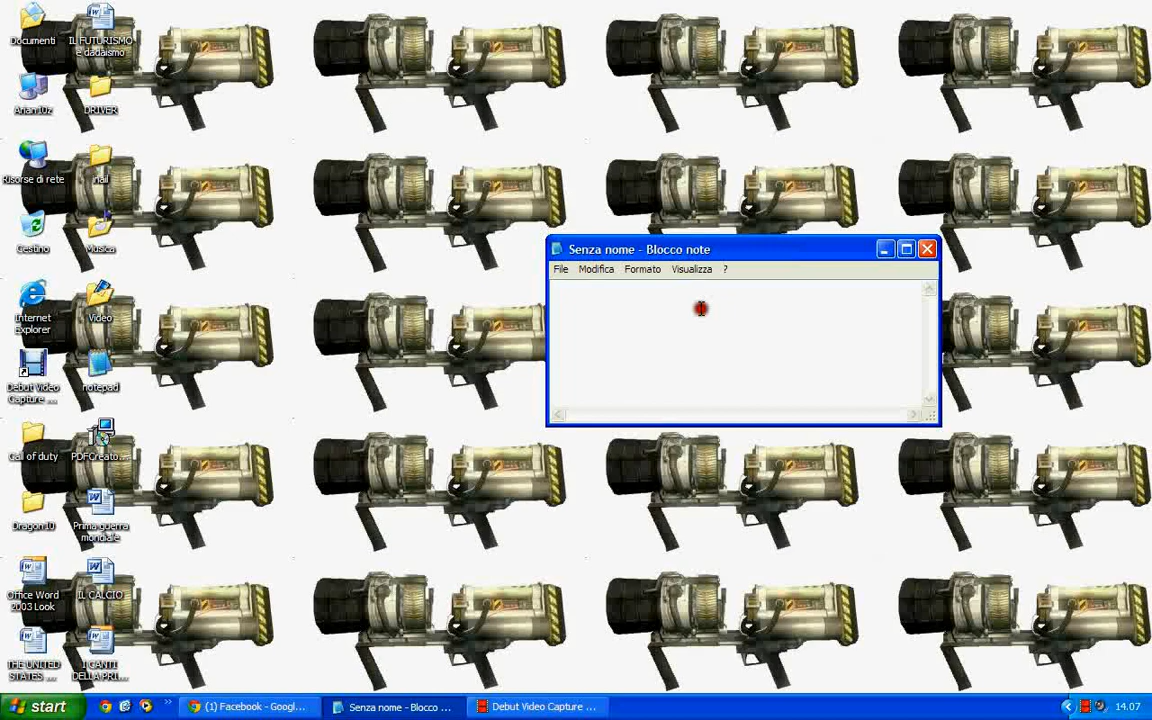 Documenti
IL FUTURISMO
e dadaismo
DRIVER
Risorse di rete
mail
Cestino
Musica
Internet
Explorer
Video
Debut Video
Capture ...
notepad
Call of duty
PDFCreato...
Dragon10
Prima guerra
mondiale
Office Word
2003 Look
IL CALCIO
THE UNITED
STATES ...
I CANTI
DELLA PRI...
Senza nome - Blocco note
File Modifica Formato Visualizza ?
start
(1) Facebook - Googl...
Senza nome - Blocco ...
Debut Video Capture ...
14.07